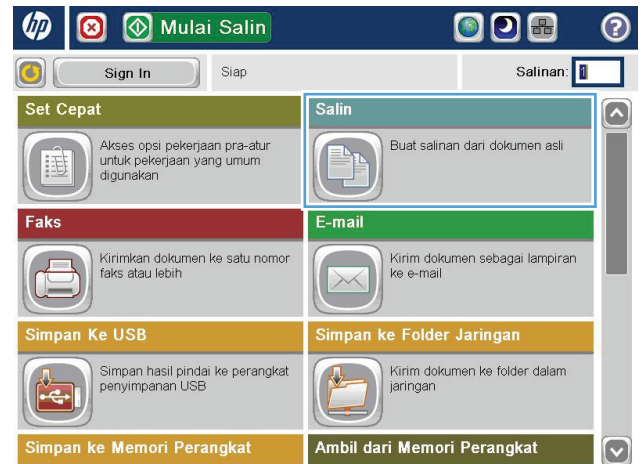 hp
Mulai Salin
?
Sign In
Siap
Salinan: 1
Set Cepat
Akses opsi pekerjaan pra-atur
untuk pekerjaan yang umum
digunakan
Salin
Buat salinan dari dokumen asli
Faks
Kirimkan dokumen ke satu nomor
faks atau lebih
E-mail
Kirim dokumen sebagai lampiran
ke e-mail
Simpan Ke USB
Simpan hasil pindai ke perangkat
penyimpanan USB
Simpan ke Folder Jaringan
Kirim dokumen ke folder dalam
jaringan
Simpan ke Memori Perangkat
Ambil dari Memori Perangkat